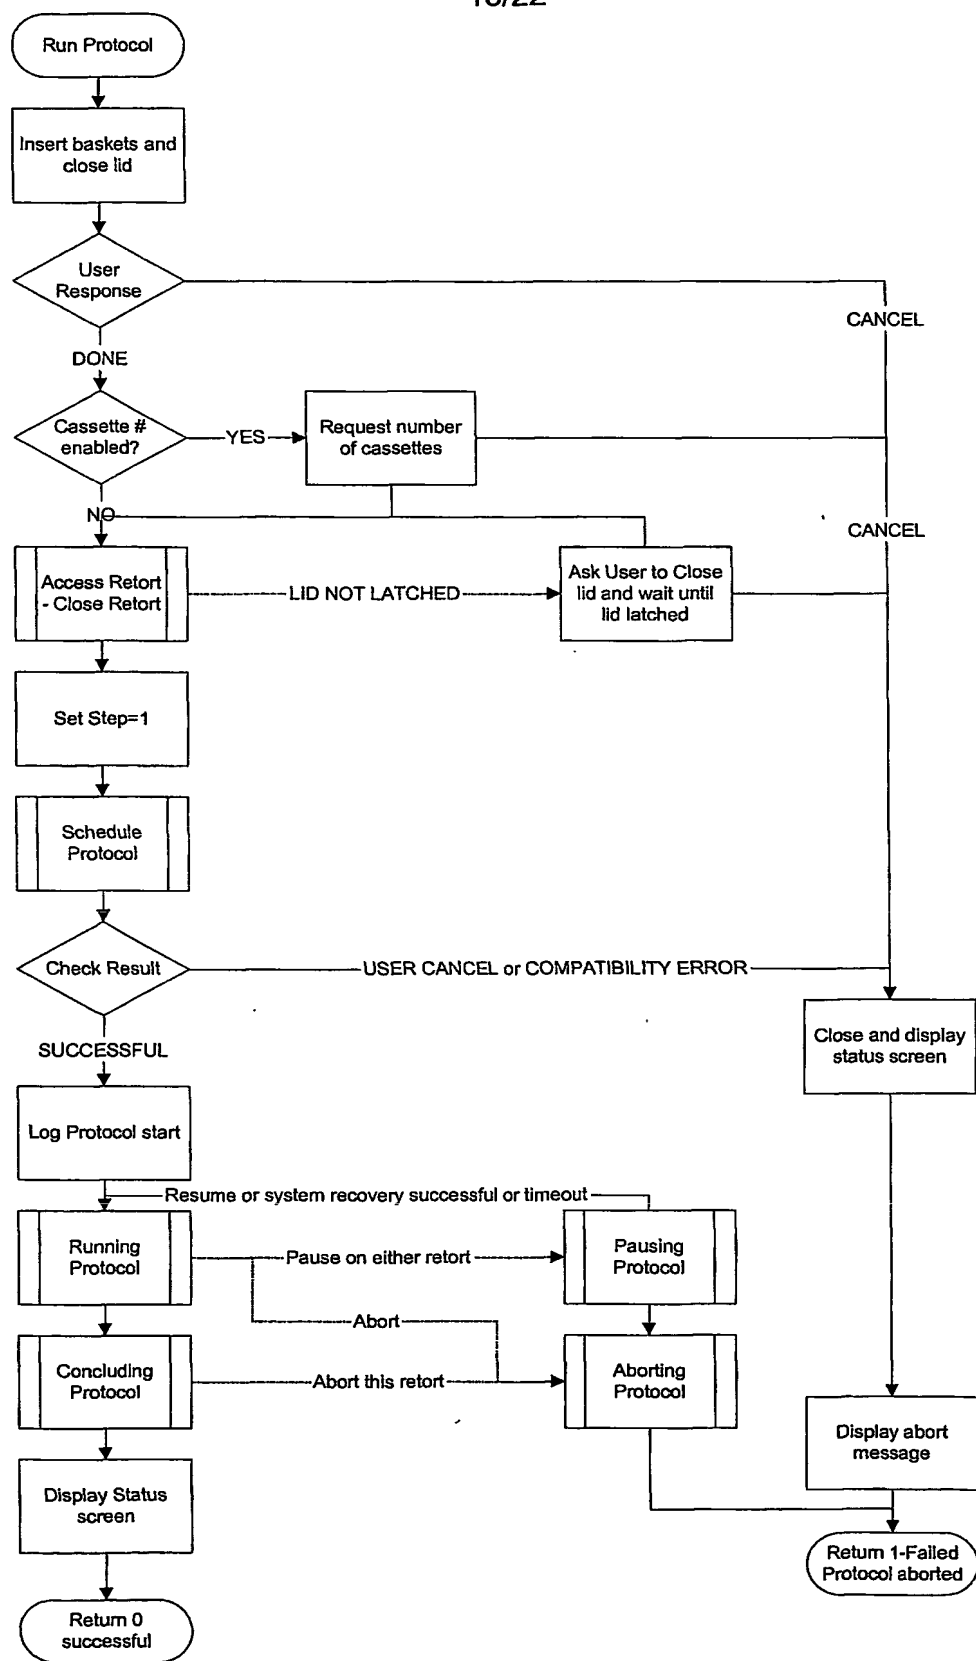 Run Protocol
Insert baskets and
close lid
User
Response
CANCEL
DONE
Cassette #
enabled?
YES
Request number
of cassettes
NO
CANCEL
Access Retort
- Close Retort
LID NOT LATCHED
Ask User to Close
lid and wait until
lid latched
Set Step=1
Schedule
Protocol
Check Result
USER CANCEL or COMPATIBILITY ERROR
Close and display
status screen
SUCCESSFUL
Log Protocol start
Resume or system recovery successful or timeout
Running
Protocol
Pause on either retort
Pausing
Protocol
Abort
Concluding
Protocol
Abort this retort
Aborting
Protocol
Display abort
message
Display Status
screen
Return 1-Failed
Protocol aborted
Return 0
successful